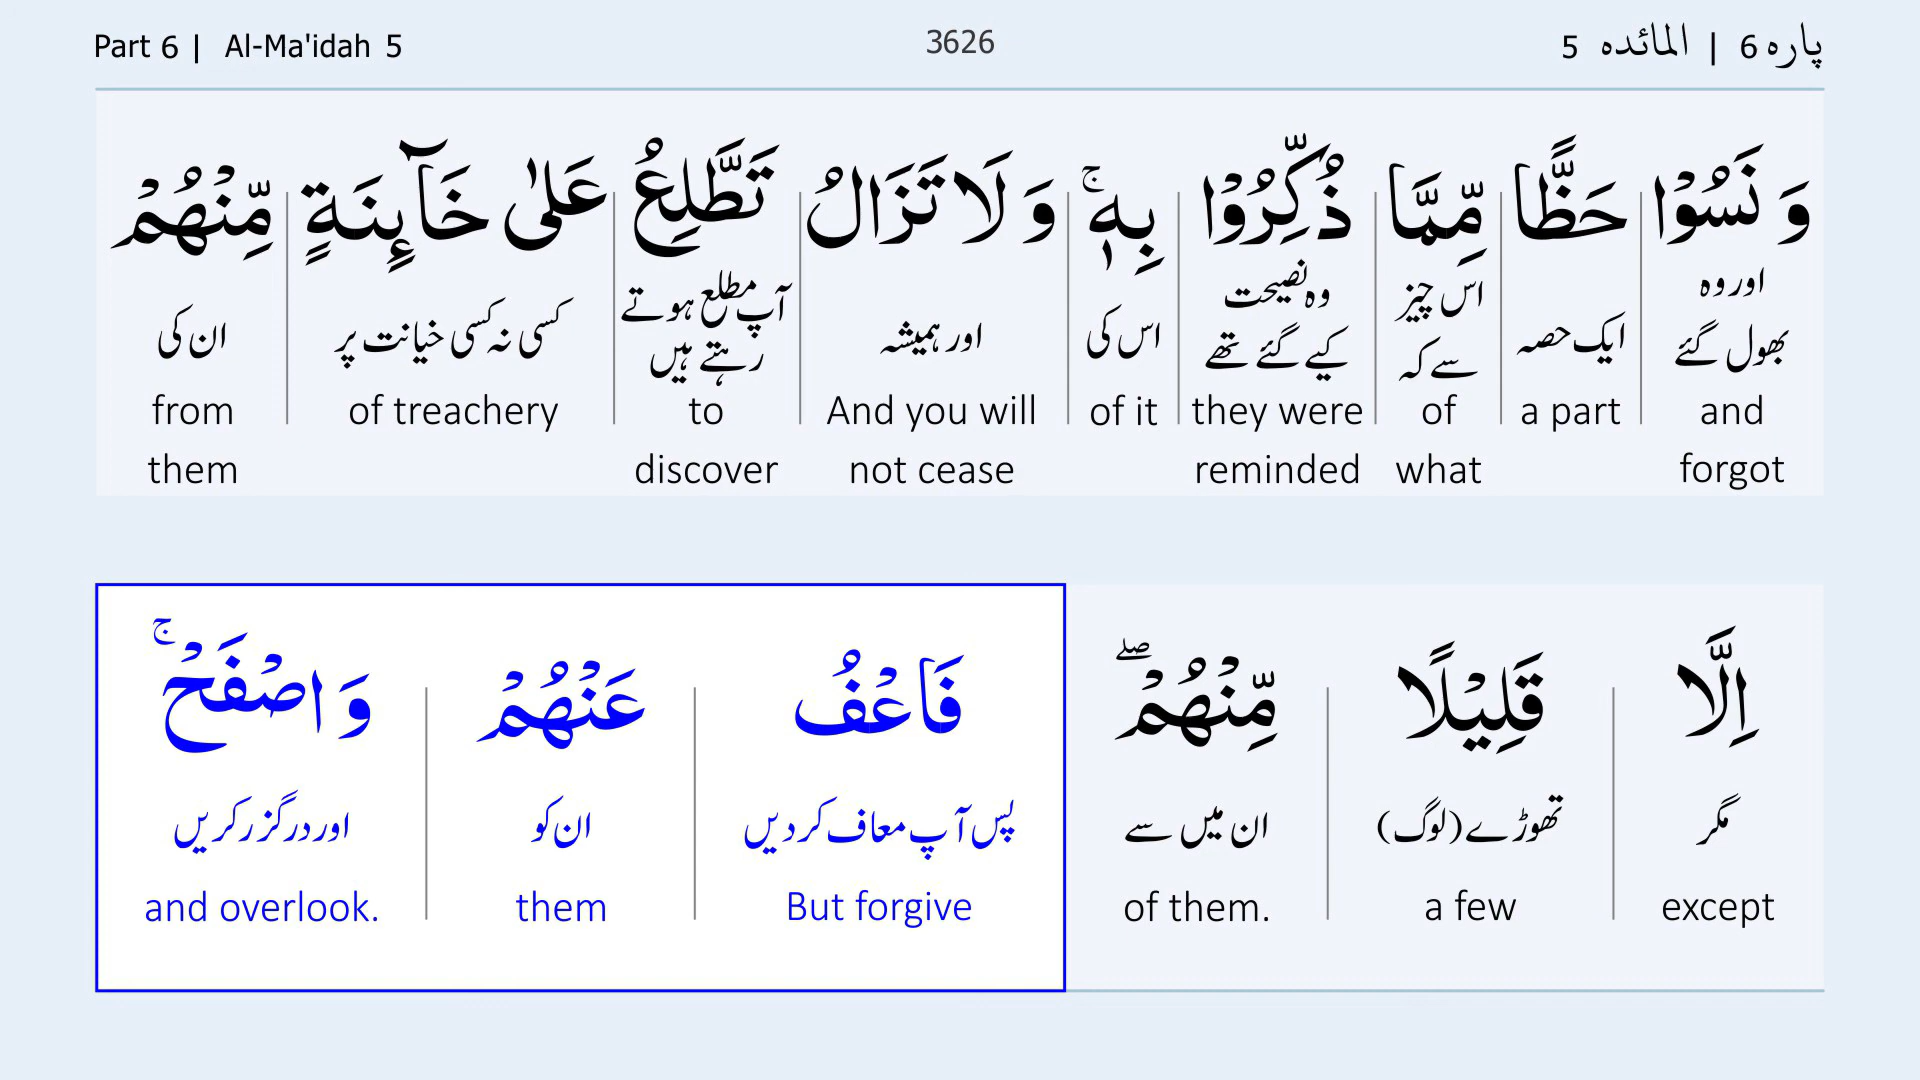 Part 6 | Al-Ma'idah 5
3626
پارہ 6 | المائدہ 5
وَ نَسُوْا حَظًّا مِّمَّا ذُكِّرُوْا بِهٖ ۚ وَ لَا تَزَالُ تَطَّلِعُ عَلٰى خَآىِٕنَةٍ مِّنْهُمْ
اور وہ بھول گئے ایک حصہ اس چیز سے کہ وہ نصیحت کیے گئے تھے اس کی اور ہمیشہ آپ مطلع ہوتے رہتے ہیں کسی نہ کسی خیانت پر ان کی
from of treachery to And you will of it they were of a part and
them discover not cease reminded what forgot
اِلَّا قَلِيْلًا مِّنْهُمْ ۖ فَاعْفُ عَنْهُمْ وَ اصْفَحْ ۚ
مگر تھوڑے (لوگ) ان میں سے پس آپ معاف کر دیں ان کو اور درگزر کریں
and overlook. them But forgive of them. a few except